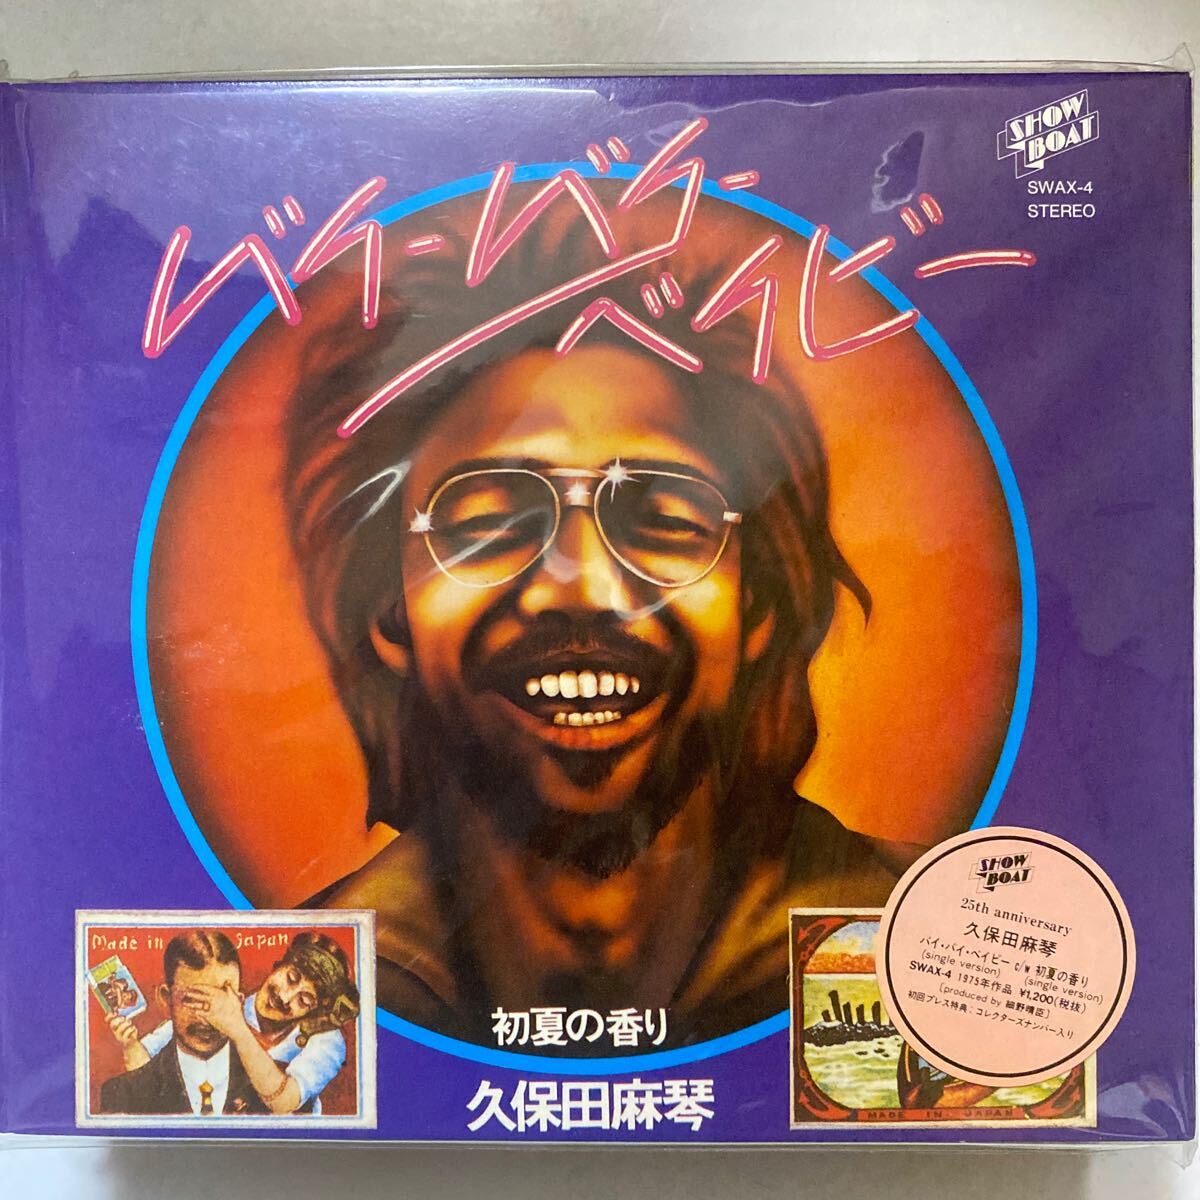 SHOW
BOAT
SWAX-4
STEREO
バイ・バイ・
ベイビー
Made in Japan
初夏の香り
久保田麻琴
MADE IN JAPAN
SHOW
BOAT
25th anniversary
久保田麻琴
バイ・バイ・ベイビー c/w 初夏の香り
(single version) (single version)
SWAX-4 1975年作品 ¥1,200(税抜)
[produced by 細野晴臣]
初回プレス特典:コレクターズナンバー入り